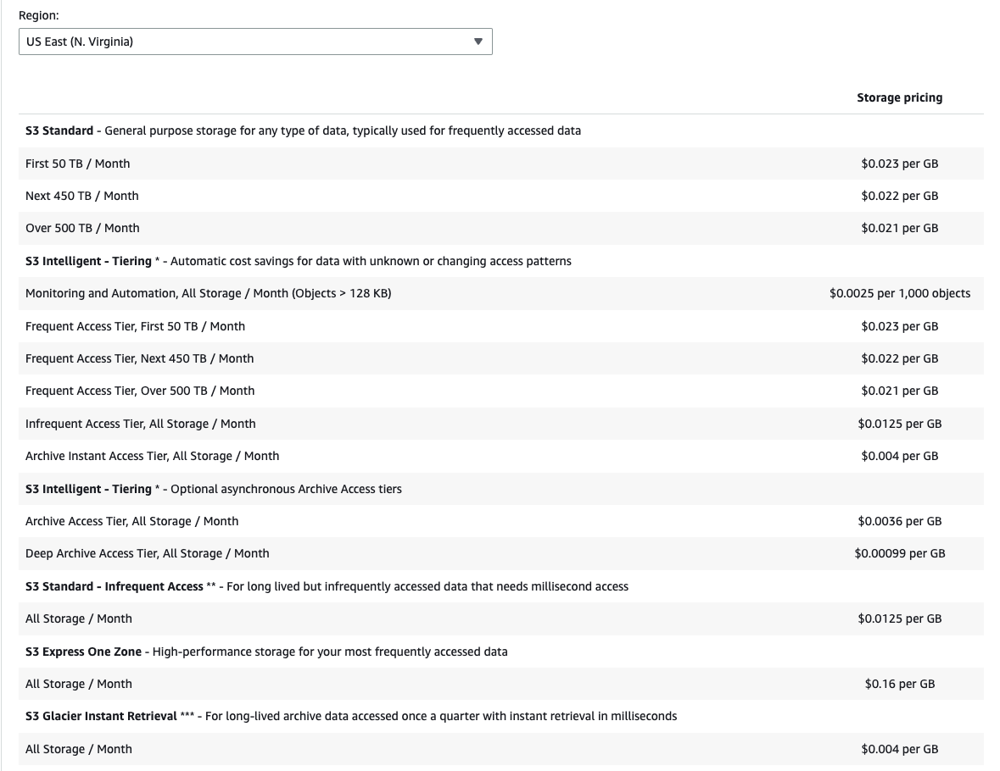 Region:
US East (N. Virginia)
Storage pricing
S3 Standard - General purpose storage for any type of data, typically used for frequently accessed data
First 50 TB / Month $0.023 per GB
Next 450 TB / Month $0.022 per GB
Over 500 TB / Month $0.021 per GB
S3 Intelligent - Tiering * - Automatic cost savings for data with unknown or changing access patterns
Monitoring and Automation, All Storage / Month (Objects > 128 KB) $0.0025 per 1,000 objects
Frequent Access Tier, First 50 TB / Month $0.023 per GB
Frequent Access Tier, Next 450 TB / Month $0.022 per GB
Frequent Access Tier, Over 500 TB / Month $0.021 per GB
Infrequent Access Tier, All Storage / Month $0.0125 per GB
Archive Instant Access Tier, All Storage / Month $0.004 per GB
S3 Intelligent - Tiering * - Optional asynchronous Archive Access tiers
Archive Access Tier, All Storage / Month $0.0036 per GB
Deep Archive Access Tier, All Storage / Month $0.00099 per GB
S3 Standard - Infrequent Access ** - For long lived but infrequently accessed data that needs millisecond access
All Storage / Month $0.0125 per GB
S3 Express One Zone - High-performance storage for your most frequently accessed data
All Storage / Month $0.16 per GB
S3 Glacier Instant Retrieval *** - For long-lived archive data accessed once a quarter with instant retrieval in milliseconds
All Storage / Month $0.004 per GB